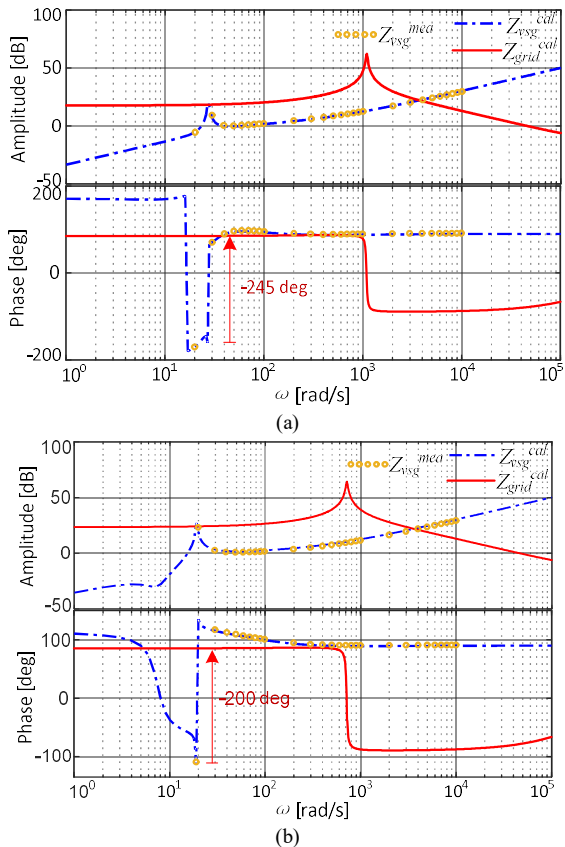 (a)
100
Z_vsg^mea
Z_vsg^cal
Z_grid^cal
Amplitude [dB]
0
-50
200
Phase [deg]
0
-245 deg
-200
10^0 10^1 10^2 10^3 10^4 10^5
ω [rad/s]
(a)
100
Z_vsg^mea
Z_vsg^cal
Z_grid^cal
Amplitude [dB]
50
0
-50
100
Phase [deg]
0
-200 deg
-100
10^0 10^1 10^2 10^3 10^4 10^5
ω [rad/s]
(b)